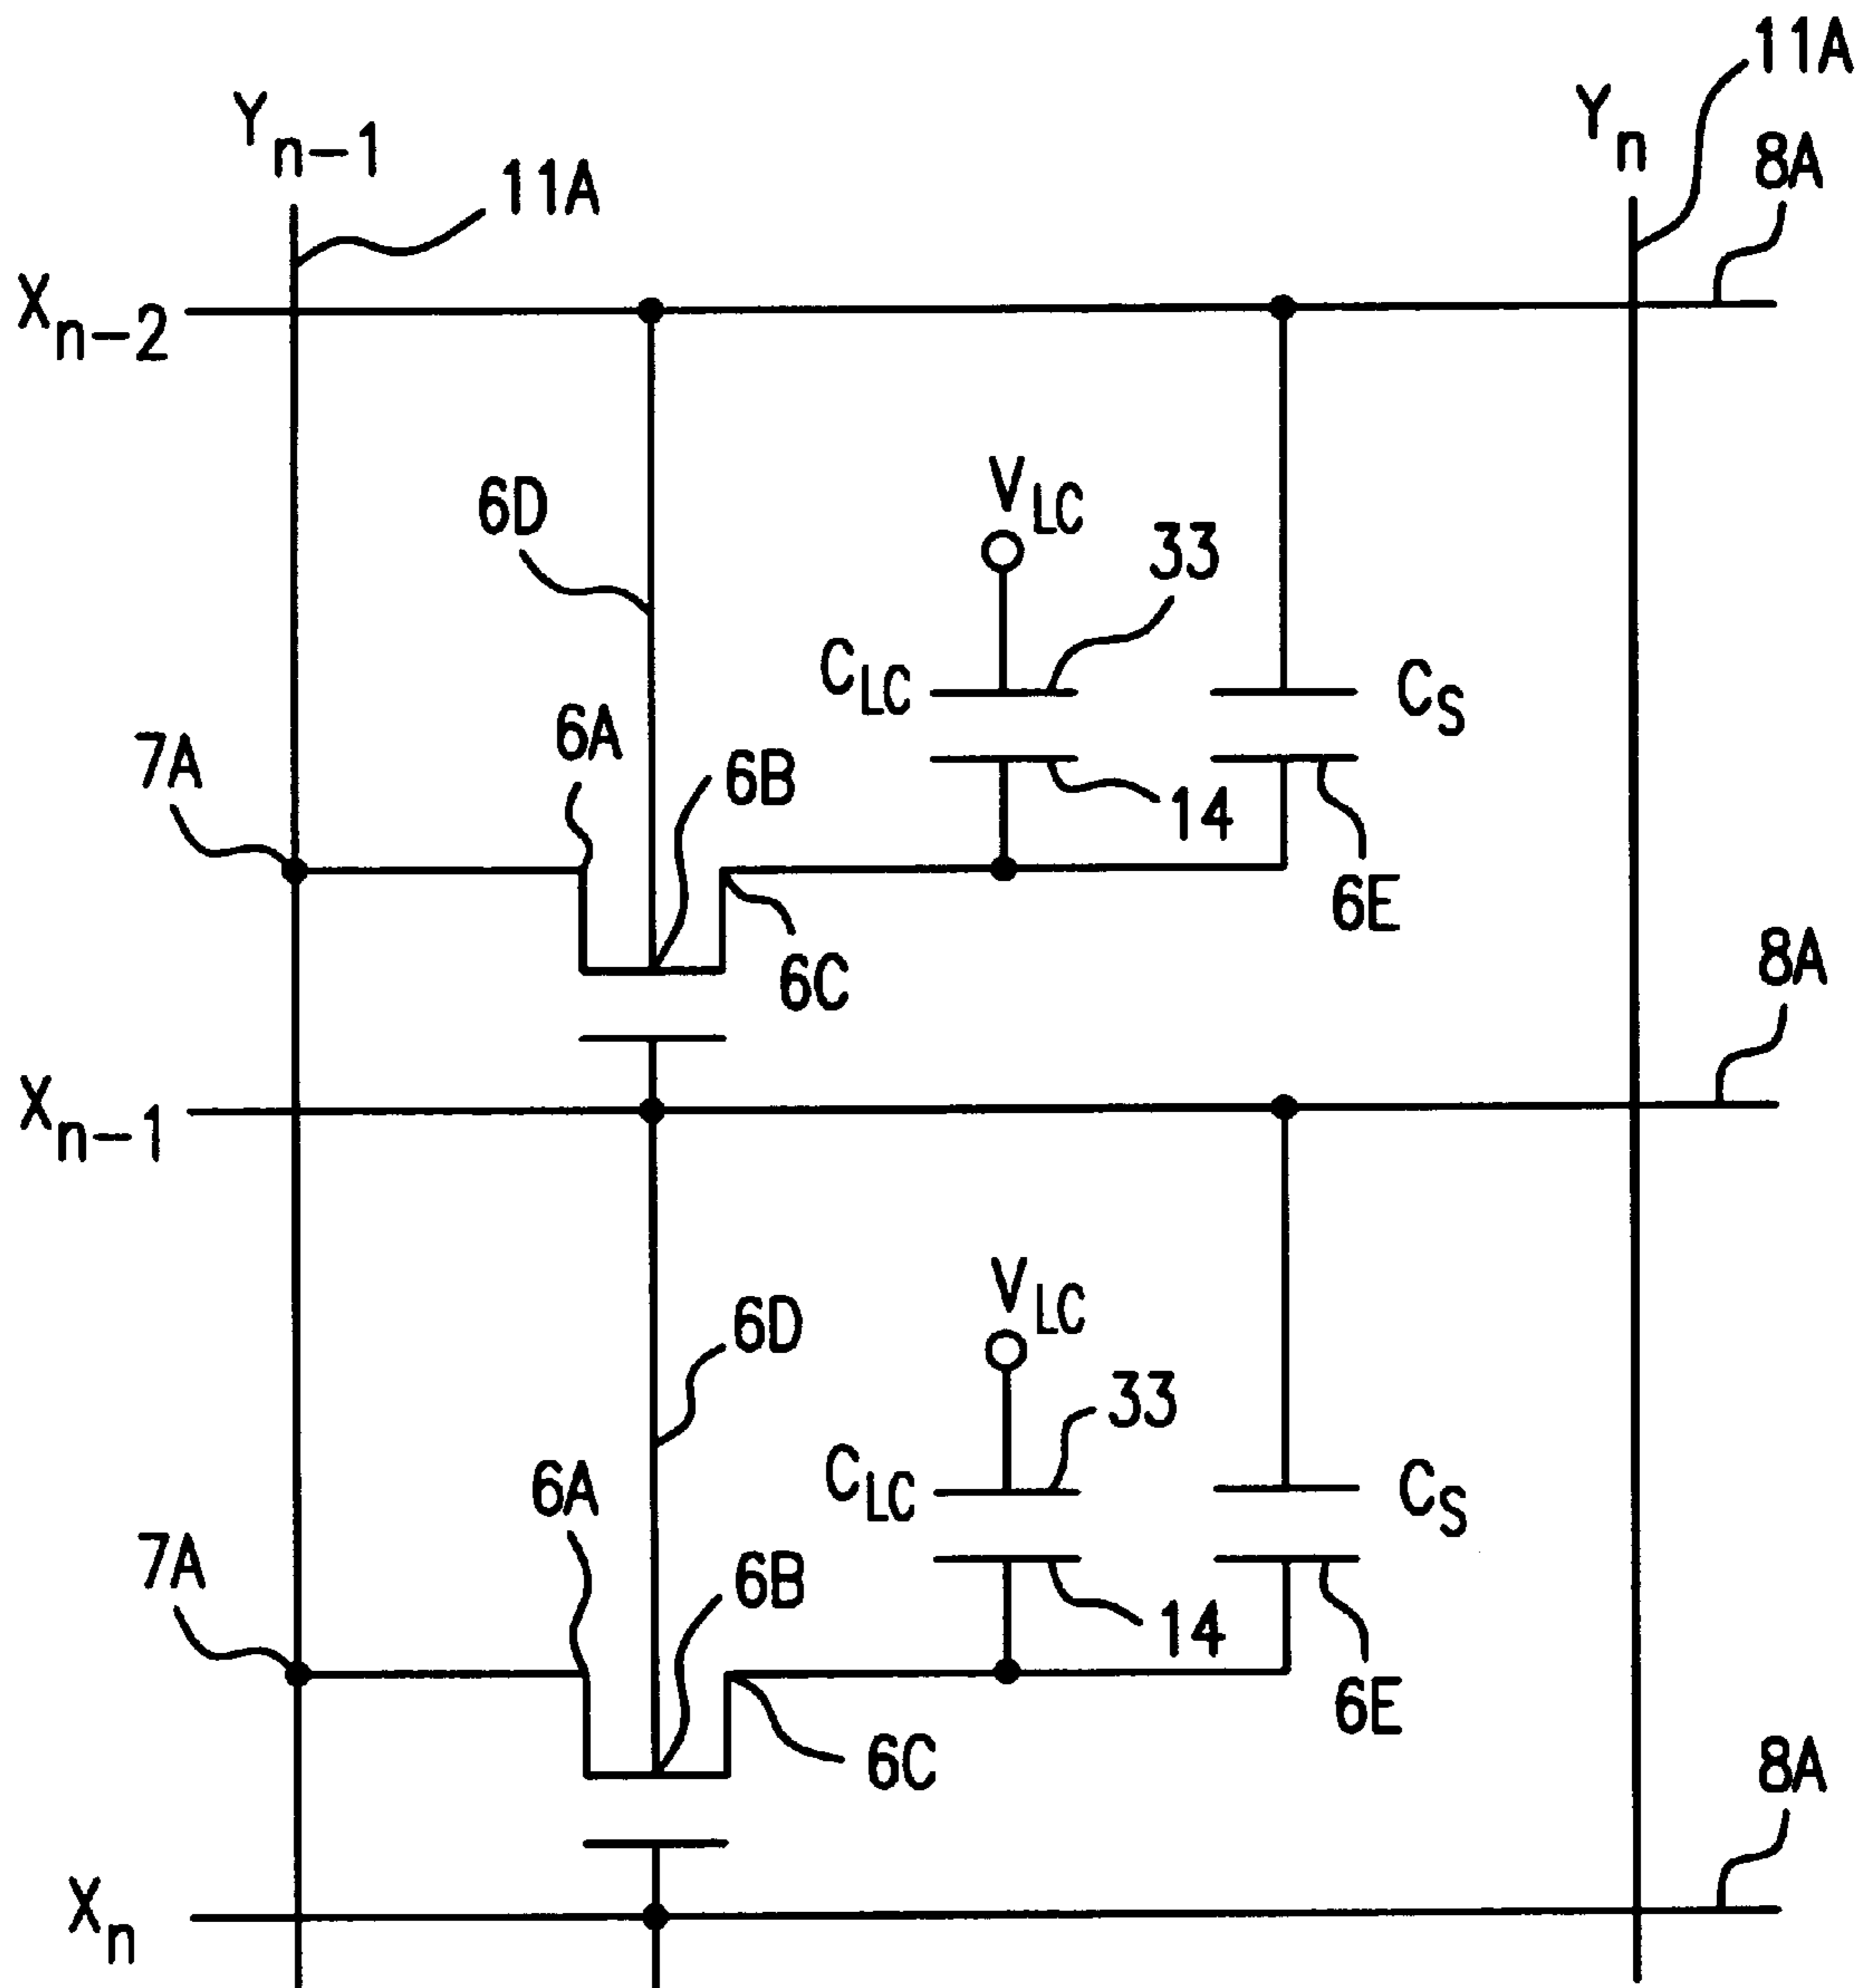 11A
Yn-1
Yn
11A
8A
Xn-2
VLC
6D
33
CLC
CS
6A
7A
6B
14
6E
6C
8A
Xn-1
VLC
6D
33
CLC
CS
6A
7A
6B
14
6E
6C
8A
Xn